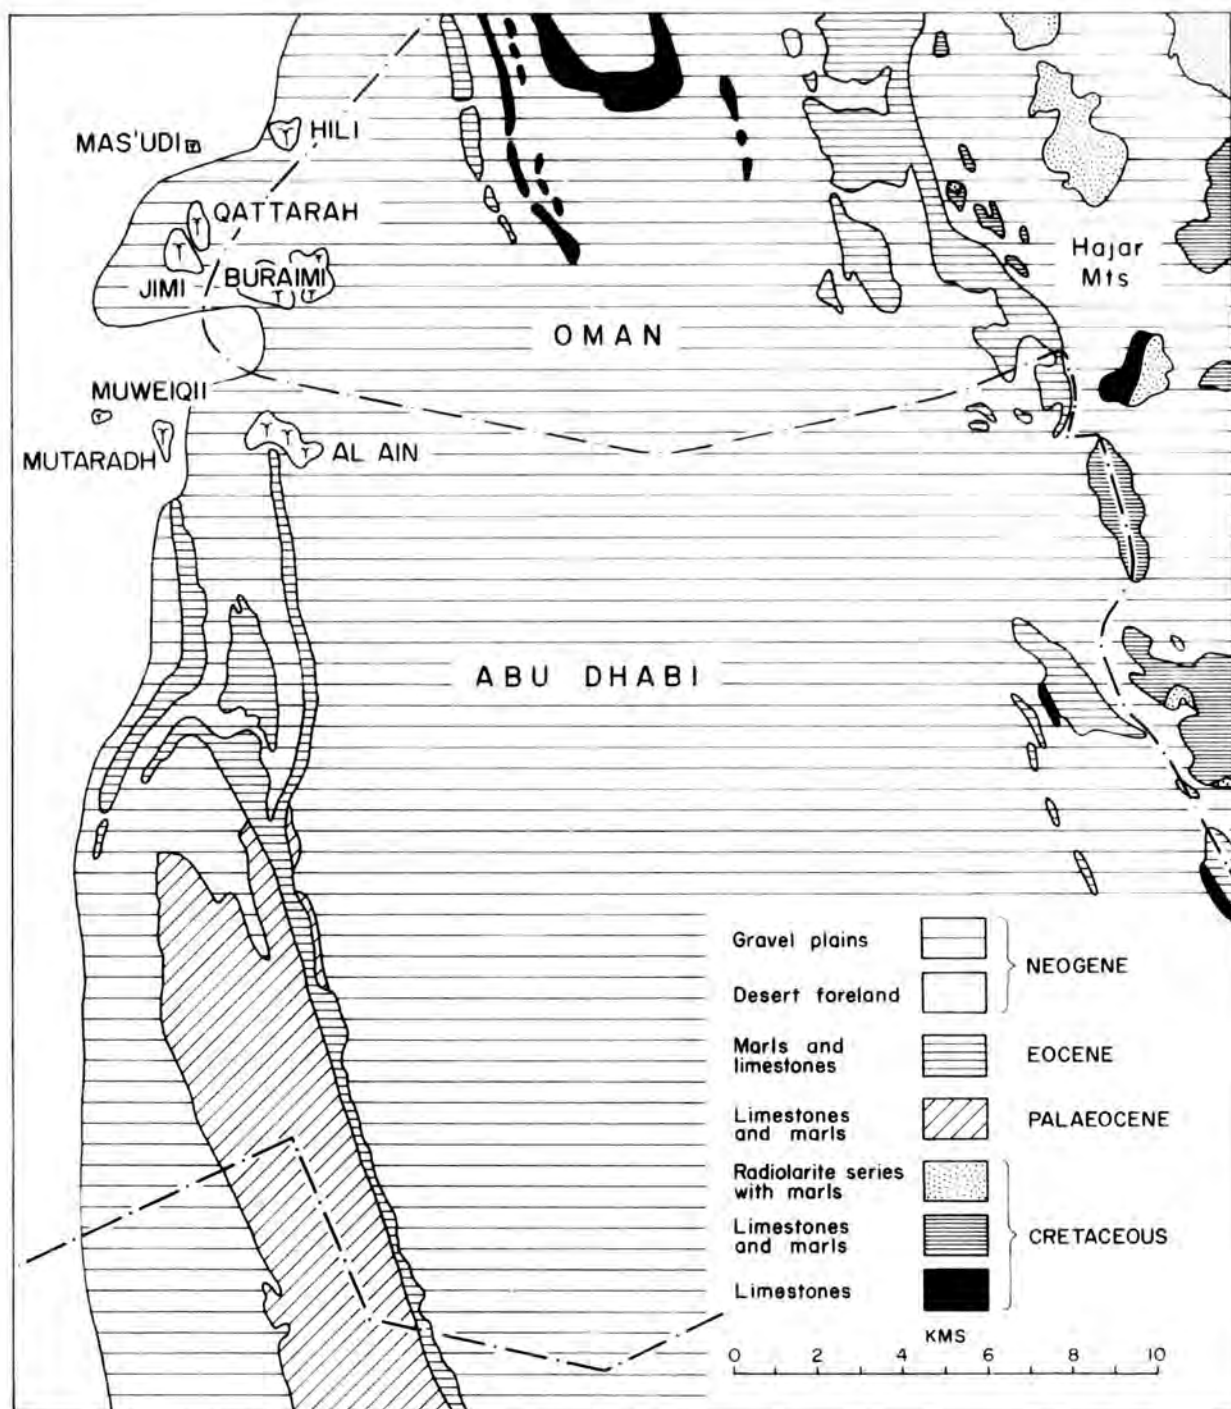 HILI
MAS'UDI
QATTARAH
JIMI
BURAIMI
Hajar
Mts
OMAN
MUWEIQII
MUTARADH
AL AIN
ABU DHABI
Gravel plains
Desert foreland
NEOGENE
Marls and
limestones
EOCENE
Limestones
and marls
PALAEOCENE
Radiolarite series
with marls
Limestones
and marls
CRETACEOUS
Limestones
KMS
0 2 4 6 8 10